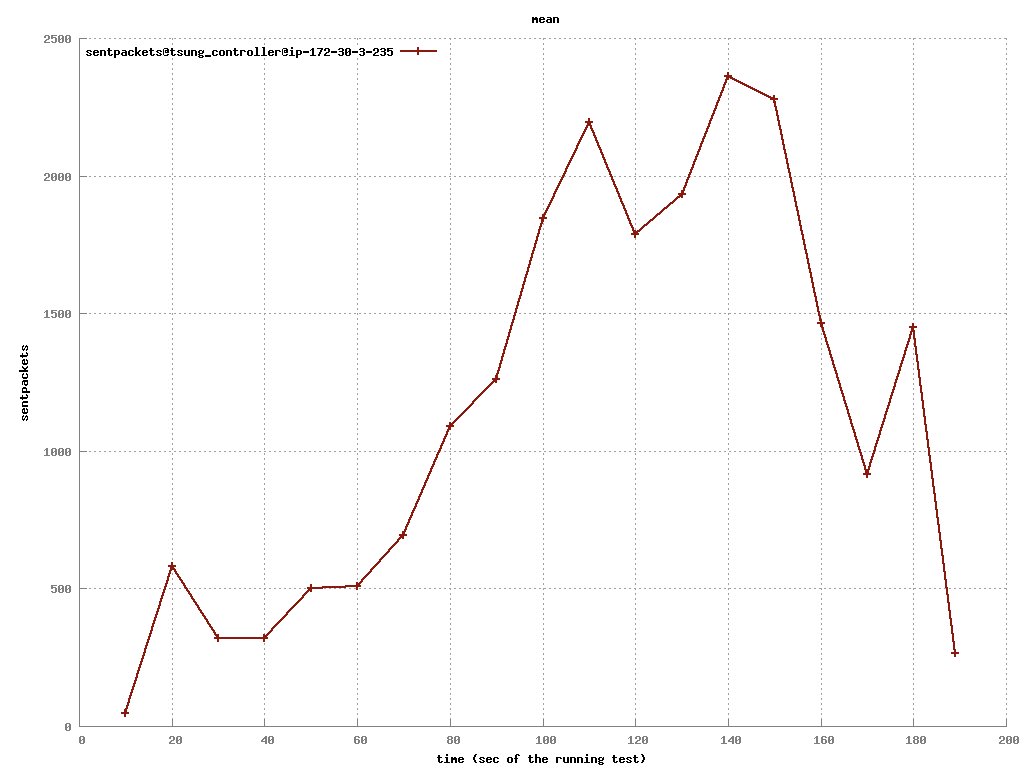 mean
2500
sentpackets@tsung_controller@ip-172-30-3-235
2000
1500
sentpackets
1000
500
0
0 20 40 60 80 100 120 140 160 180 200
time (sec of the running test)